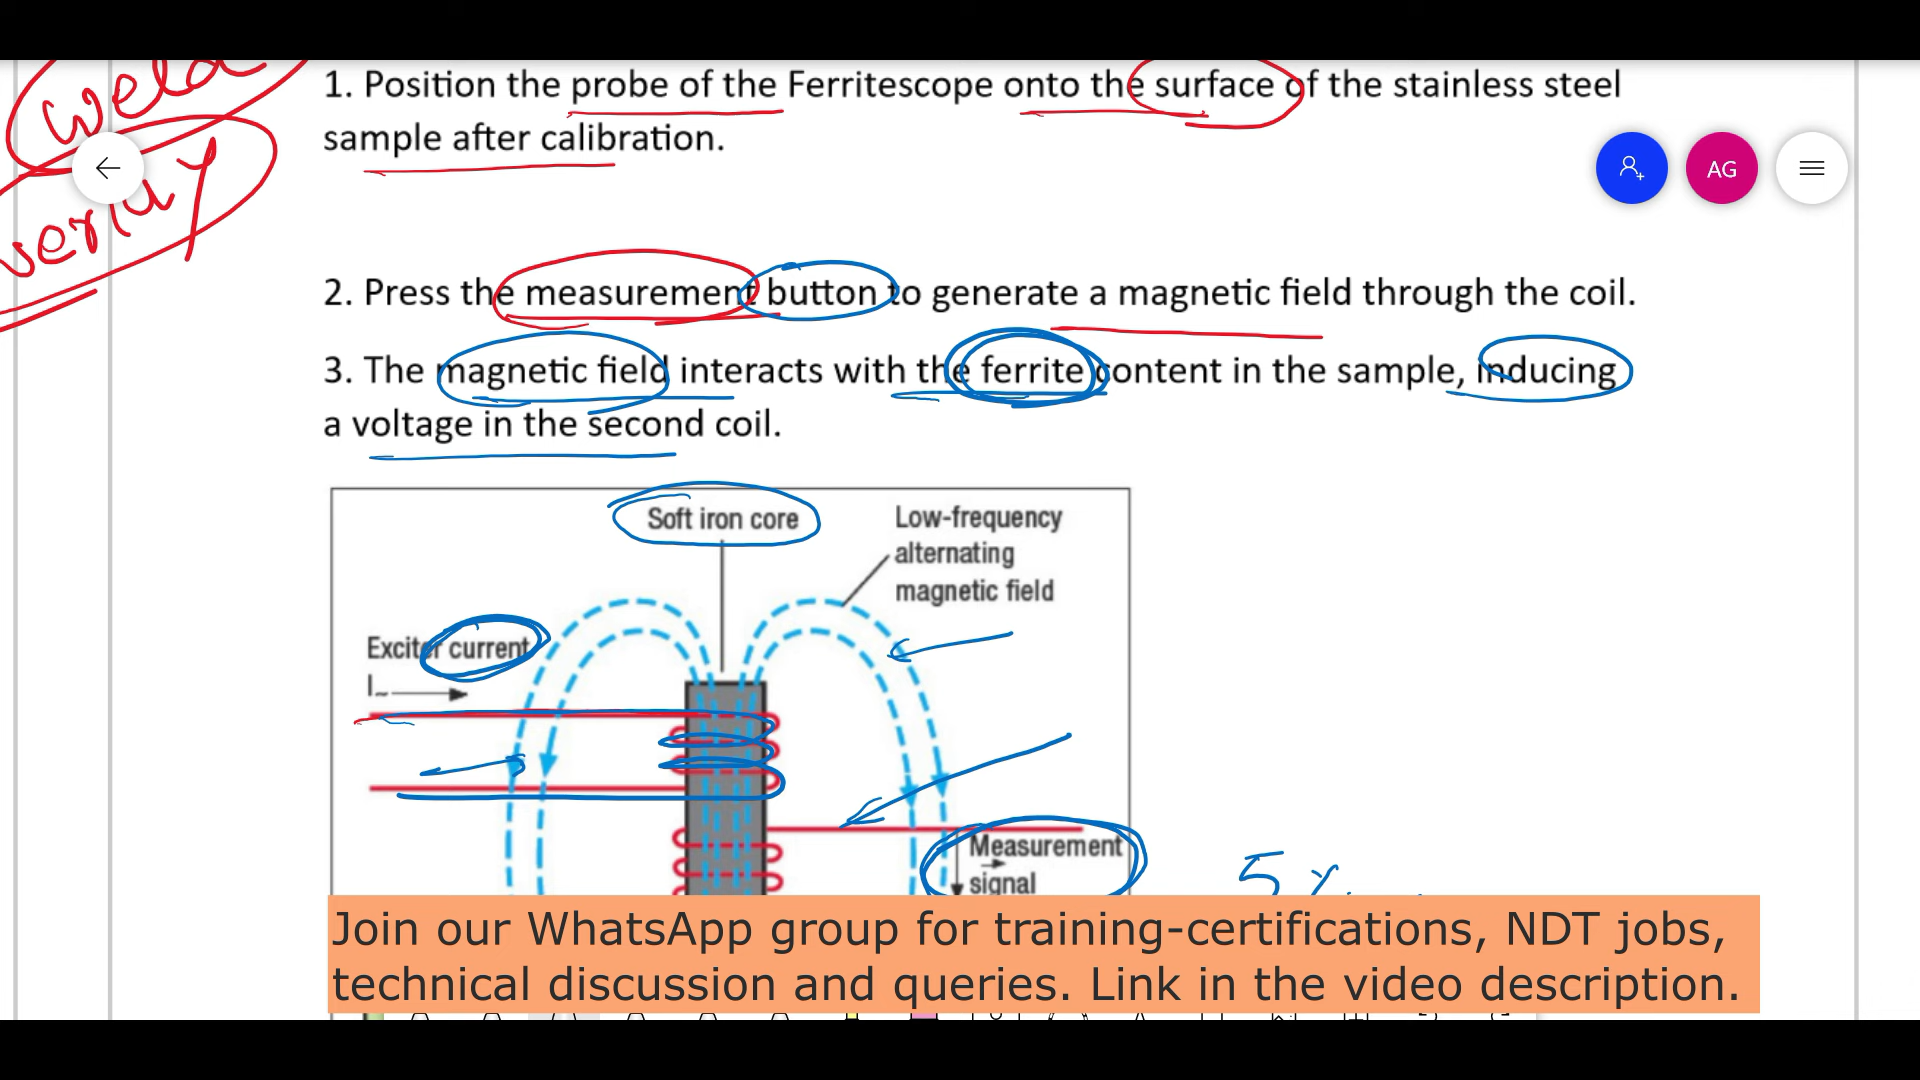 weld
1. Position the probe of the Ferritescope onto the surface of the stainless steel
sample after calibration.
AG
2. Press the measurement button to generate a magnetic field through the coil.
3. The magnetic field interacts with the ferrite content in the sample, inducing
a voltage in the second coil.
Soft iron core
Low-frequency
alternating
magnetic field
Exciter current
I~
Measurement
signal
5 %
Join our WhatsApp group for training-certifications, NDT jobs,
technical discussion and queries. Link in the video description.